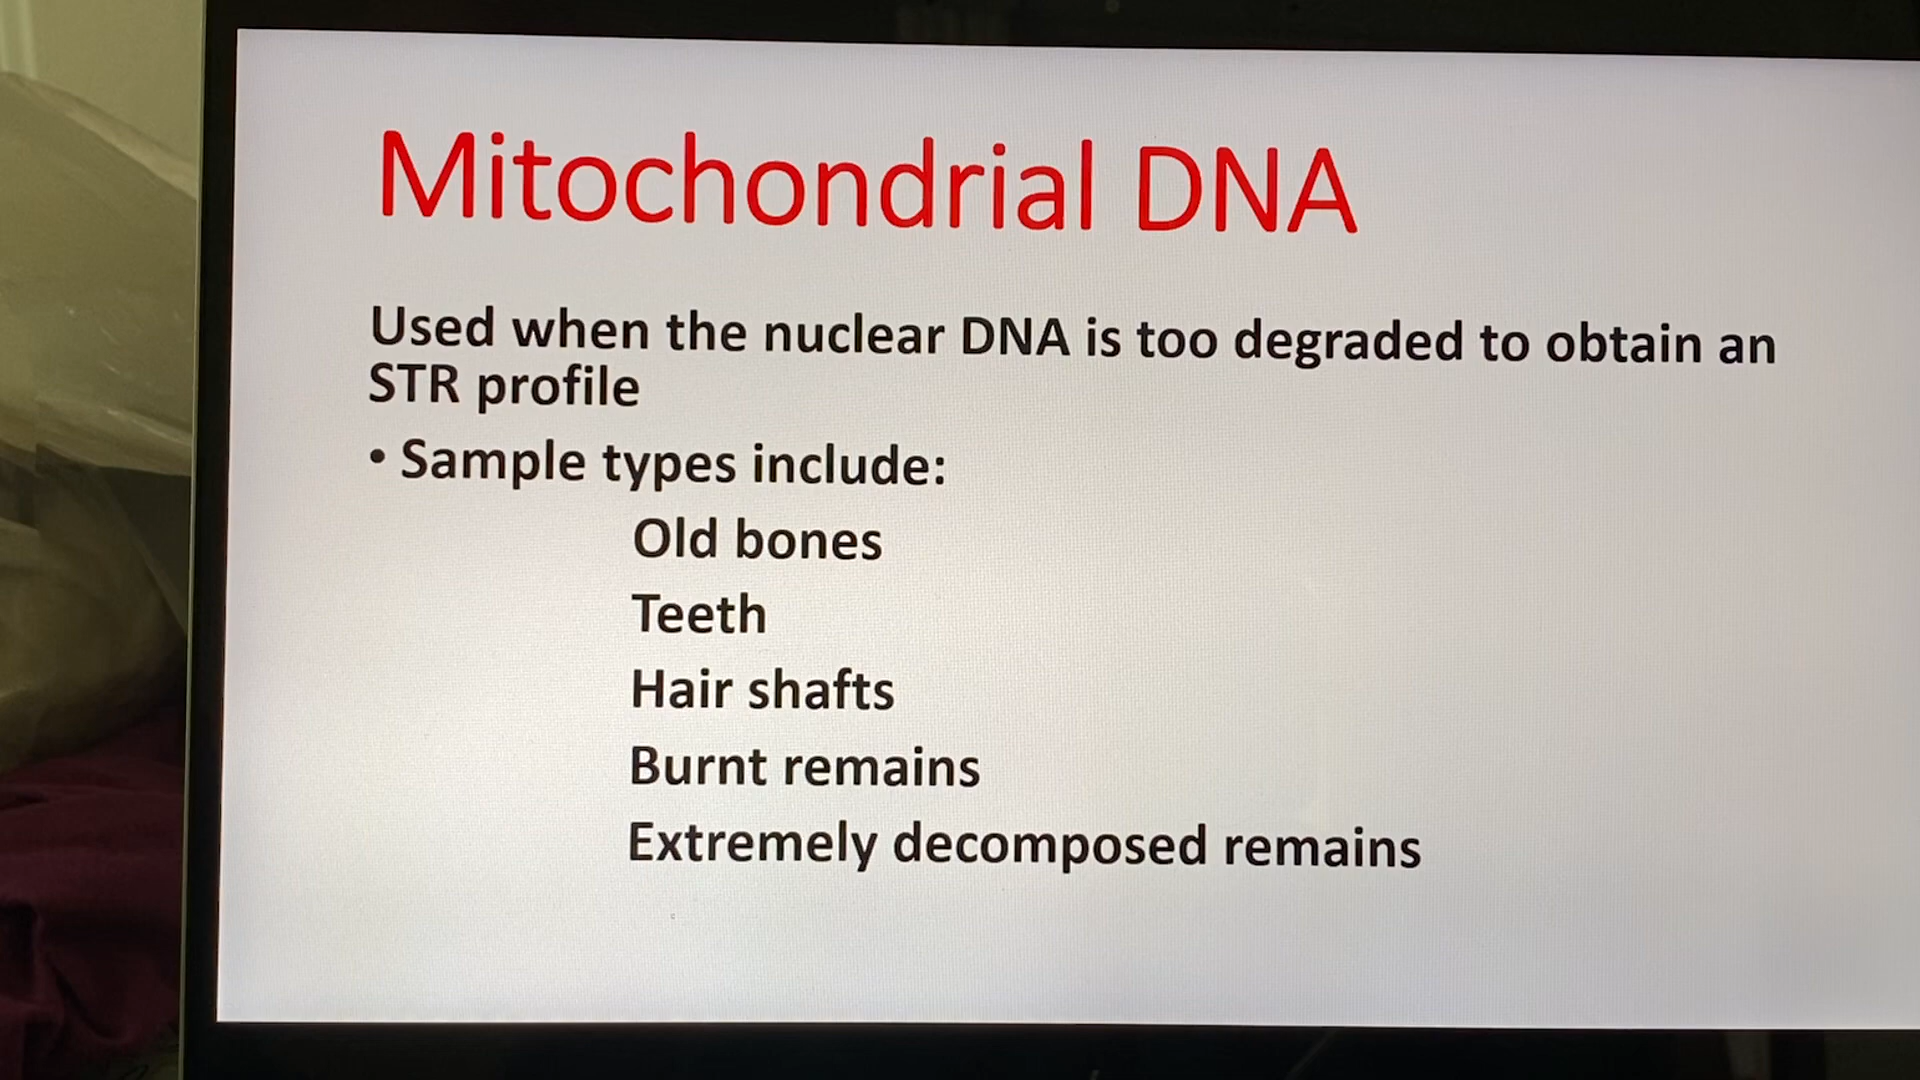 Mitochondrial DNA
Used when the nuclear DNA is too degraded to obtain an
STR profile
• Sample types include:
Old bones
Teeth
Hair shafts
Burnt remains
Extremely decomposed remains